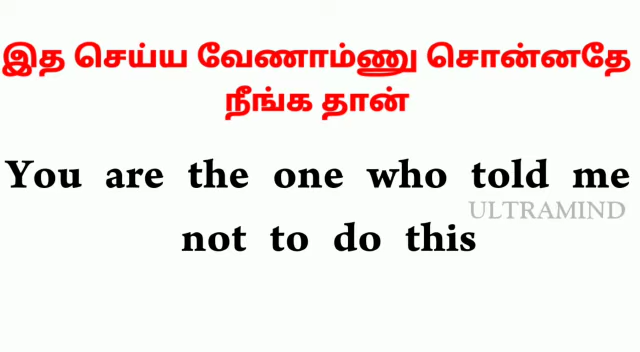 இத செய்ய வேணாம்ணு சொன்னதே
நீங்க தான்
You are the one who told me
ULTRAMIND
not to do this